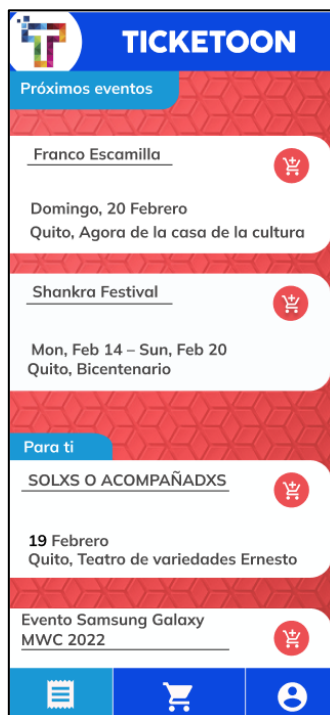 T
TICKETOON
Próximos eventos
Franco Escamilla
Domingo, 20 Febrero
Quito, Agora de la casa de la cultura
Shankra Festival
Mon, Feb 14 – Sun, Feb 20
Quito, Bicentenario
Para ti
SOLXS O ACOMPAÑADXS
19 Febrero
Quito, Teatro de variedades Ernesto
Evento Samsung Galaxy
MWC 2022